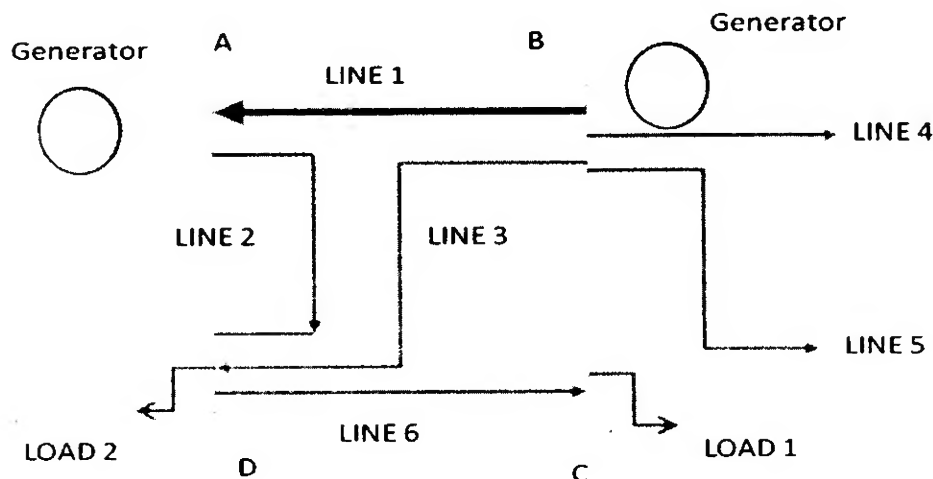 Generator
A
B
Generator
LINE 1
LINE 4
LINE 2
LINE 3
LINE 5
LOAD 2
LINE 6
LOAD 1
D
C